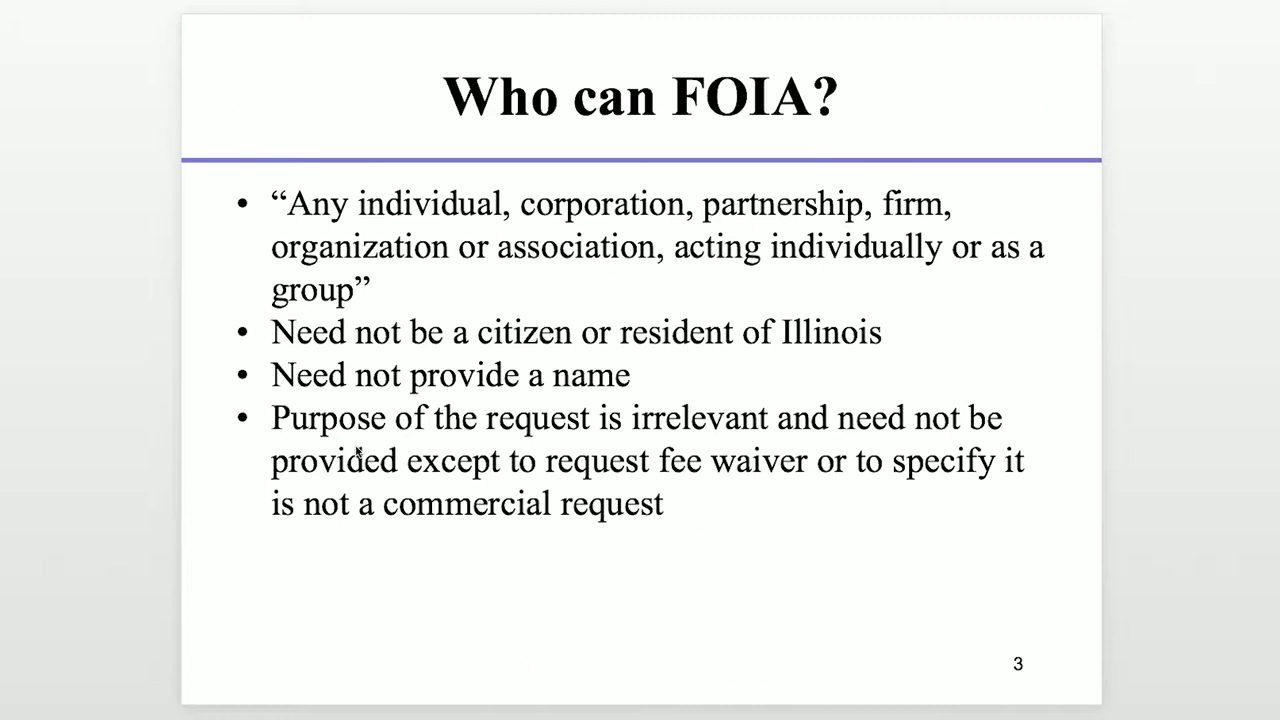 Who can FOIA?
• “Any individual, corporation, partnership, firm,
organization or association, acting individually or as a
group”
• Need not be a citizen or resident of Illinois
• Need not provide a name
• Purpose of the request is irrelevant and need not be
provided except to request fee waiver or to specify it
is not a commercial request
3